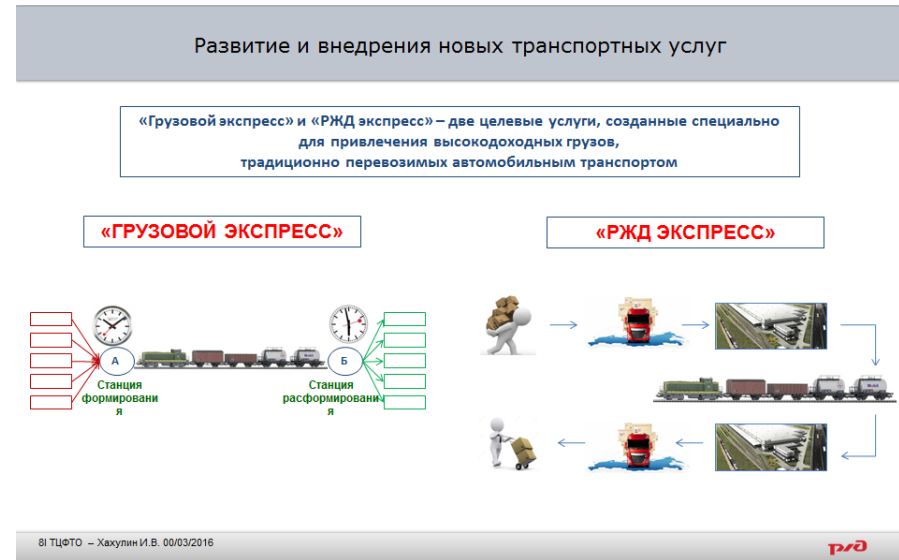 Развитие и внедрения новых транспортных услуг
«Грузовой экспресс» и «РЖД экспресс» – две целевые услуги, созданные специально
для привлечения высокодоходных грузов,
традиционно перевозимых автомобильным транспортом
«ГРУЗОВОЙ ЭКСПРЕСС»
«РЖД ЭКСПРЕСС»
А
Б
Станция
формировани
я
Станция
расформировани
я
8I ТЦФТО – Хахулин И.В. 00/03/2016
ржд